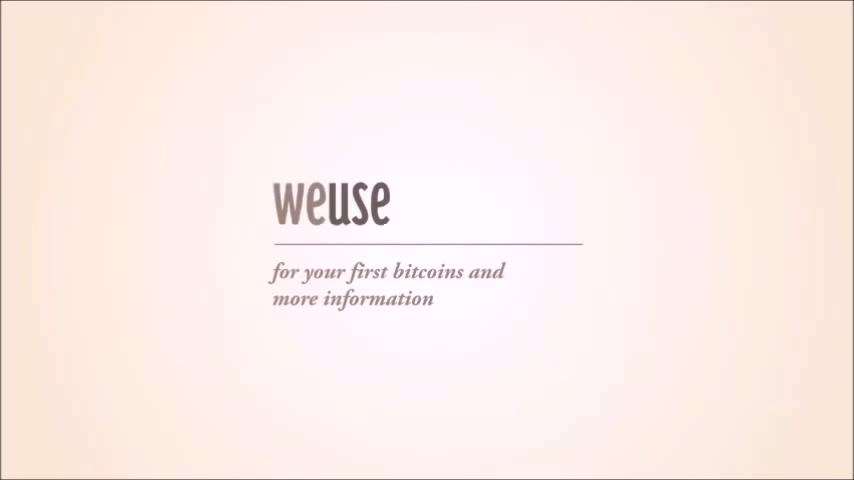 weuse
for your first bitcoins and
more information